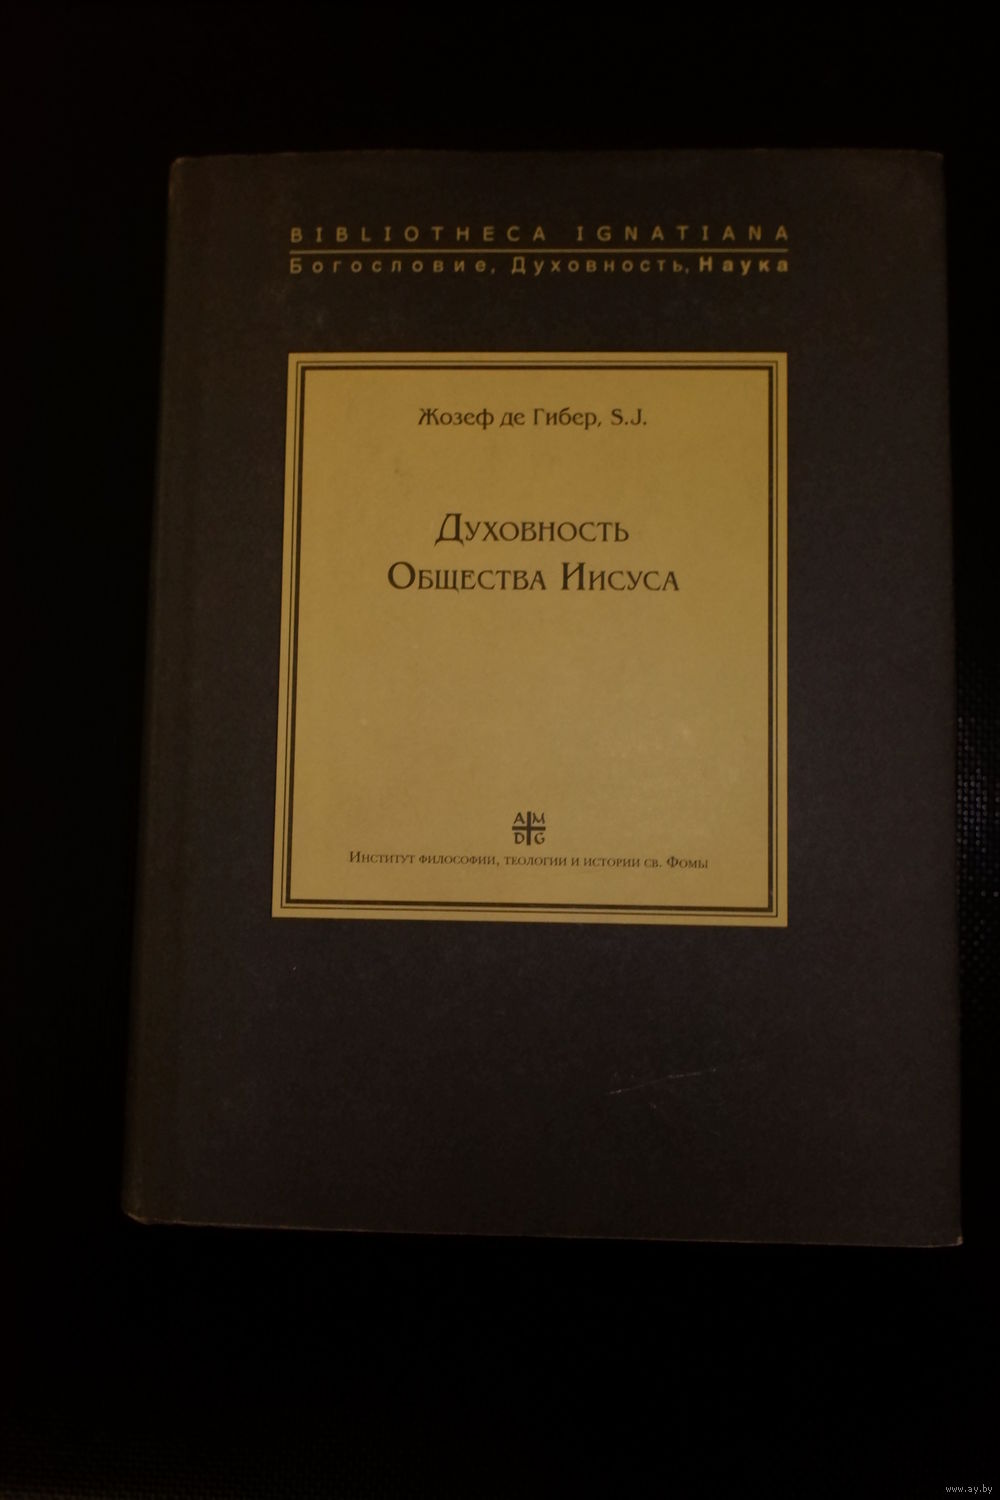 BIBLIOTHECA IGNATIANA
Богословие, Духовность, Наука
Жозеф де Гибер, S.J.
Духовность
Общества Иисуса
A M
D G
Институт философии, теологии и истории св. Фомы
www.ay.by